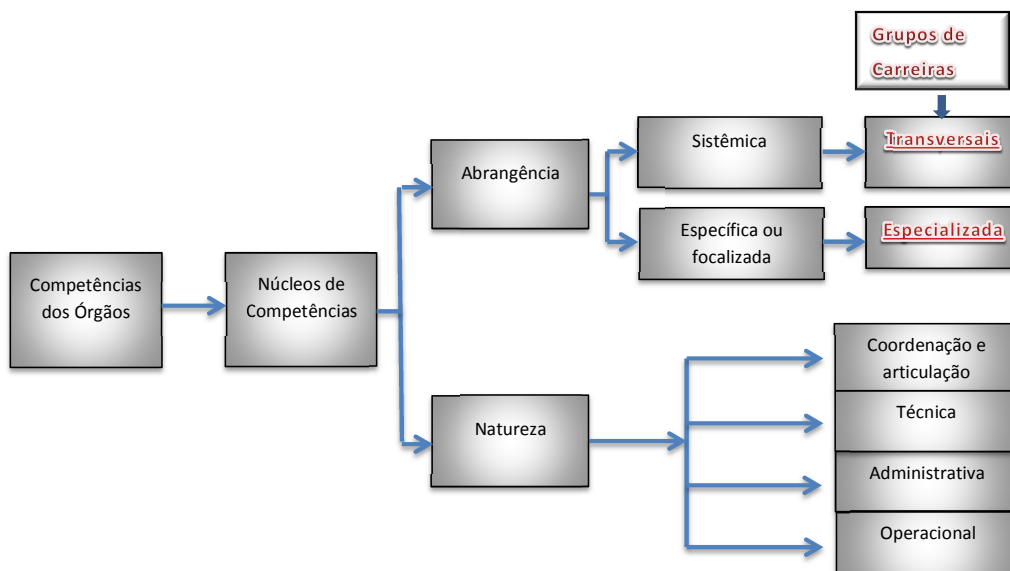 Grupos de
Carreiras
Sistêmica
Transversais
Abrangência
Específica ou
focalizada
Especializada
Competências
dos Órgãos
Núcleos de
Competências
Coordenação e
articulação
Técnica
Natureza
Administrativa
Operacional